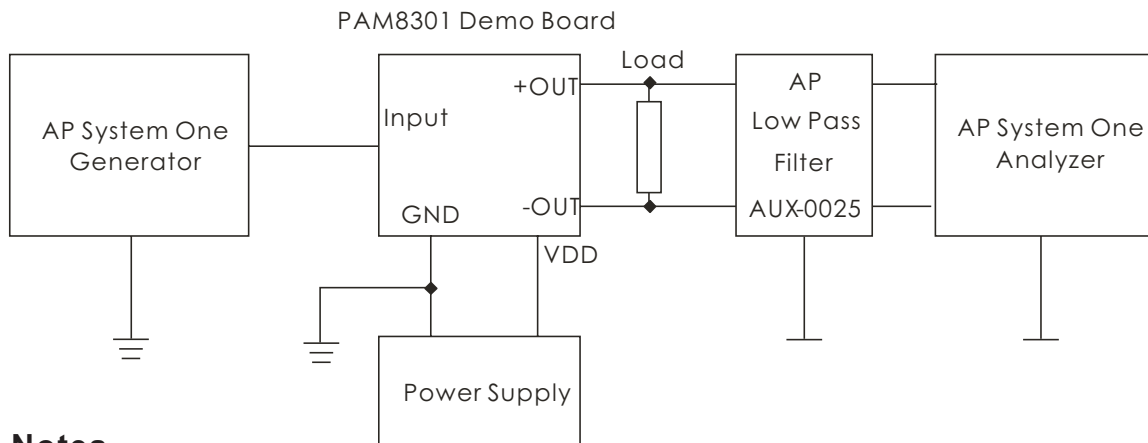 PAM8301 Demo Board
AP System One
Generator
Input
GND
+OUT
-OUT
VDD
Load
AP
Low Pass
Filter
AUX-0025
AP System One
Analyzer
Power Supply
Notes